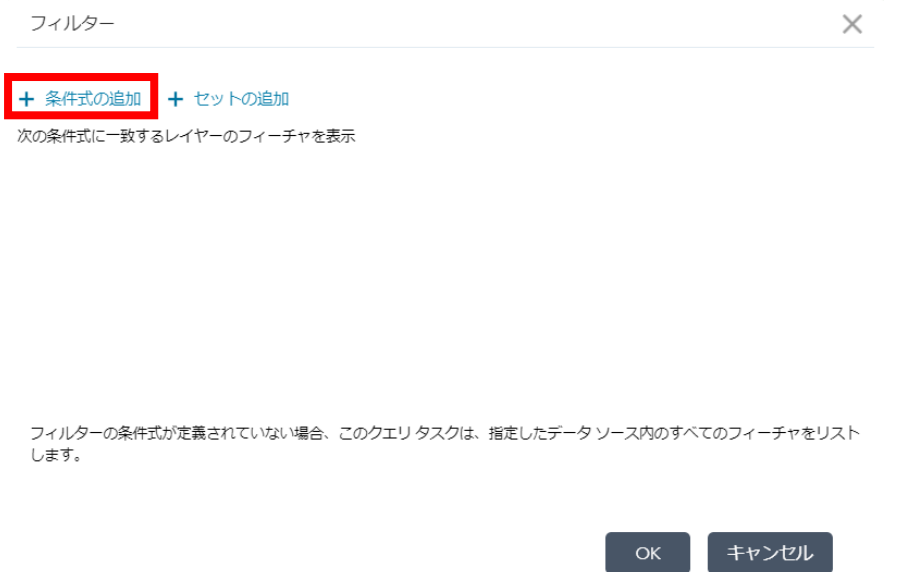 フィルター
+ 条件式の追加 + セットの追加
次の条件式に一致するレイヤーのフィーチャを表示
フィルターの条件式が定義されていない場合、このクエリ タスクは、指定したデータ ソース内のすべてのフィーチャをリスト
します。
OK キャンセル